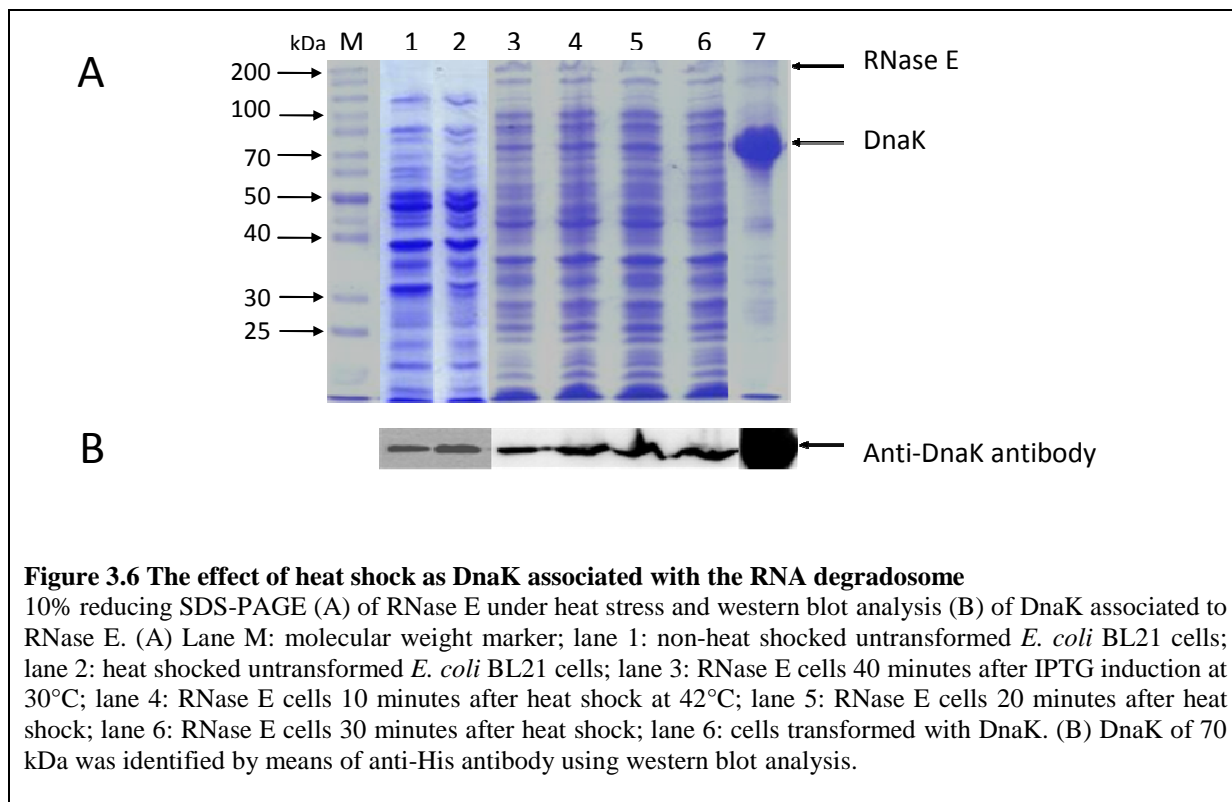 kDa M 1 2 3 4 5 6 7
A
200
100
70
50
40
30
25
RNase E
DnaK
B
Anti-DnaK antibody
Figure 3.6 The effect of heat shock as DnaK associated with the RNA degradosome
10% reducing SDS-PAGE (A) of RNase E under heat stress and western blot analysis (B) of DnaK associated to
RNase E. (A) Lane M: molecular weight marker; lane 1: non-heat shocked untransformed E. coli BL21 cells;
lane 2: heat shocked untransformed E. coli BL21 cells; lane 3: RNase E cells 40 minutes after IPTG induction at
30°C; lane 4: RNase E cells 10 minutes after heat shock at 42°C; lane 5: RNase E cells 20 minutes after heat
shock; lane 6: RNase E cells 30 minutes after heat shock; lane 6: cells transformed with DnaK. (B) DnaK of 70
kDa was identified by means of anti-His antibody using western blot analysis.